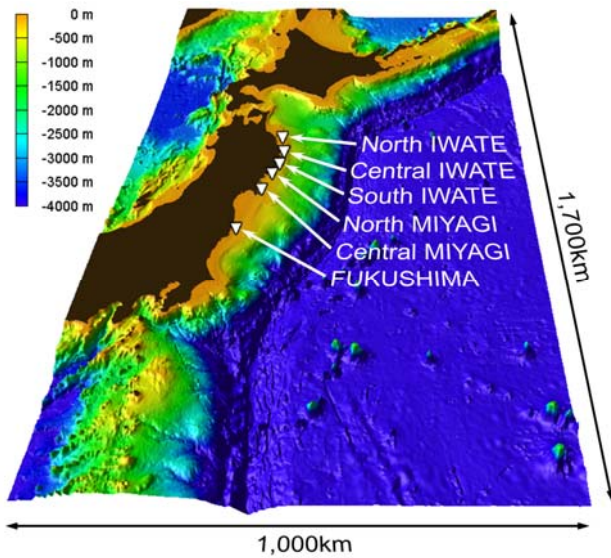 0 m
-500 m
-1000 m
-1500 m
-2000 m
-2500 m
-3000 m
-3500 m
-4000 m
North IWATE
Central IWATE
South IWATE
North MIYAGI
Central MIYAGI
FUKUSHIMA
1,700km
1,000km